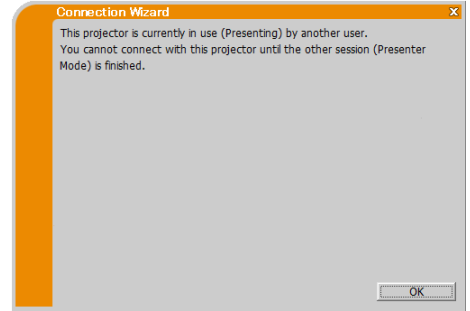 Connection Wizard
x
This projector is currently in use (Presenting) by another user.
You cannot connect with this projector until the other session (Presenter
Mode) is finished.
OK